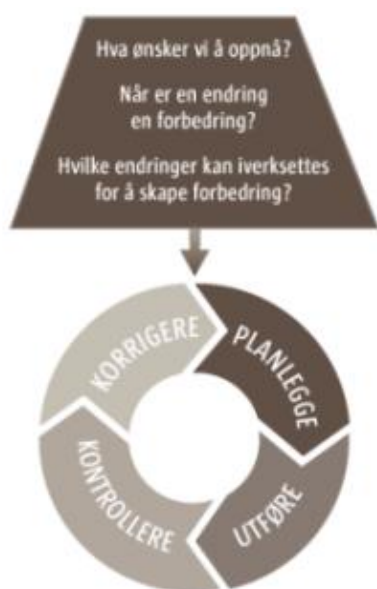 Hva ønsker vi å oppnå?
Når er en endring
en forbedring?
Hvilke endringer kan iverksettes
for å skape forbedring?
PLANLEGGE
UTFØRE
KONTROLLERE
KORRIGERE